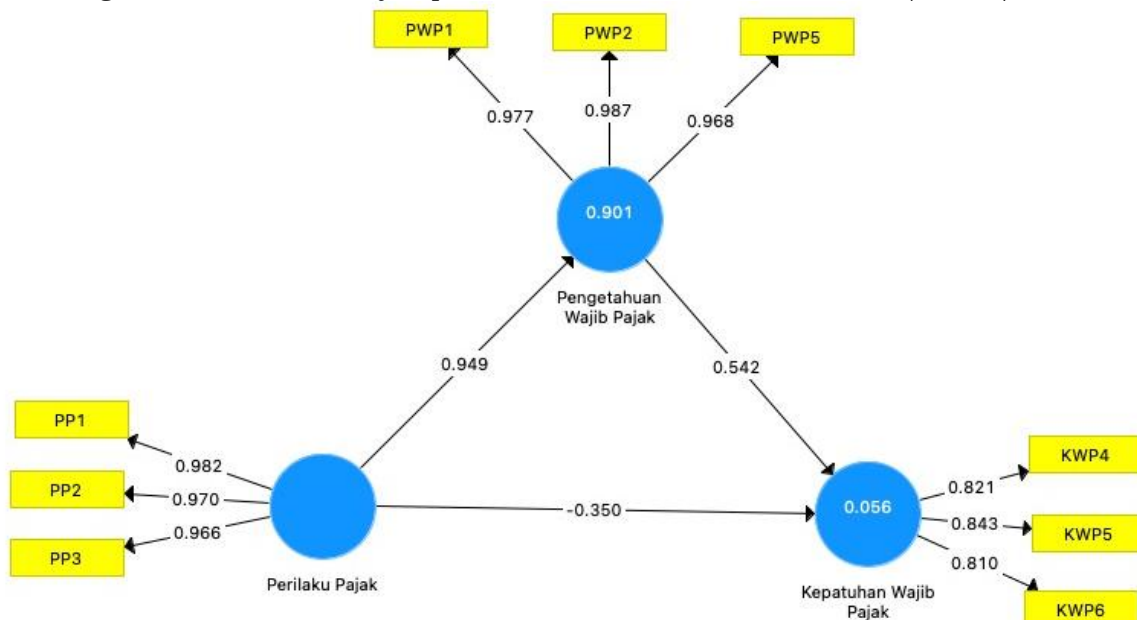 PWP1
PWP2
PWP5
0.977
0.987
0.968
0.901
Pengetahuan
Wajib Pajak
0.949
0.542
PP1
PP2
PP3
0.982
0.970
0.966
Perilaku Pajak
-0.350
0.056
Kepatuhan Wajib
Pajak
0.821
0.843
0.810
KWP4
KWP5
KWP6